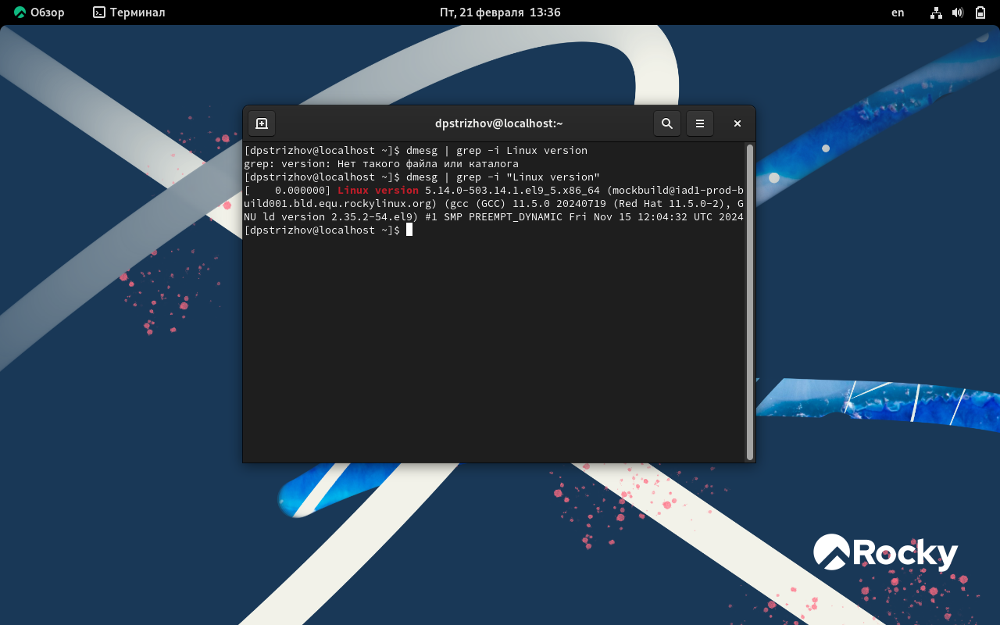 Обзор Терминал Пт, 21 февраля 13:36 en
dpstrizhov@localhost:~
[dpstrizhov@localhost ~]$ dmesg | grep -i Linux version
grep: version: Нет такого файла или каталога
[dpstrizhov@localhost ~]$ dmesg | grep -i "Linux version"
[    0.000000] Linux version 5.14.0-503.14.1.el9_5.x86_64 (mockbuild@iad1-prod-b
uild001.bld.equ.rockylinux.org) (gcc (GCC) 11.5.0 20240719 (Red Hat 11.5.0-2), G
NU ld version 2.35.2-54.el9) #1 SMP PREEMPT_DYNAMIC Fri Nov 15 12:04:32 UTC 2024
[dpstrizhov@localhost ~]$
Rocky